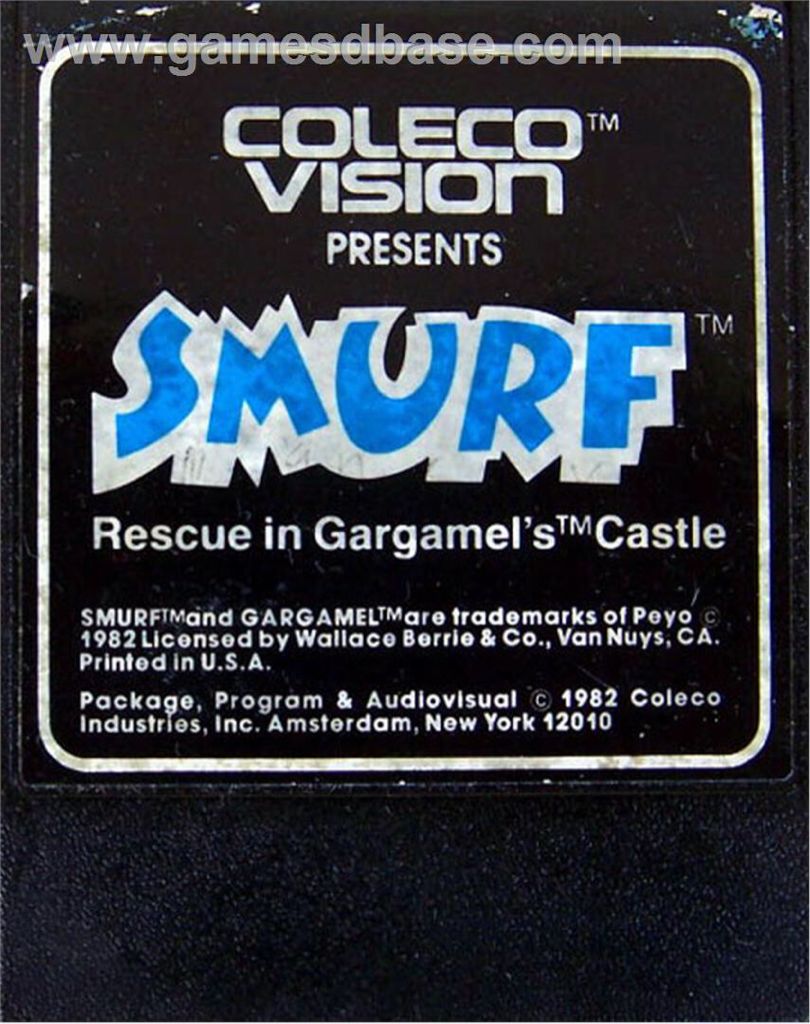 www.gamesdbase.com
COLECO™
VISION
PRESENTS
SMURF™
Rescue in Gargamel's™Castle
SMURF™and GARGAMEL™are trademarks of Peyo ©
1982 Licensed by Wallace Berrie & Co., Van Nuys, CA.
Printed in U.S.A.
Package, Program & Audiovisual © 1982 Coleco
Industries, Inc. Amsterdam, New York 12010